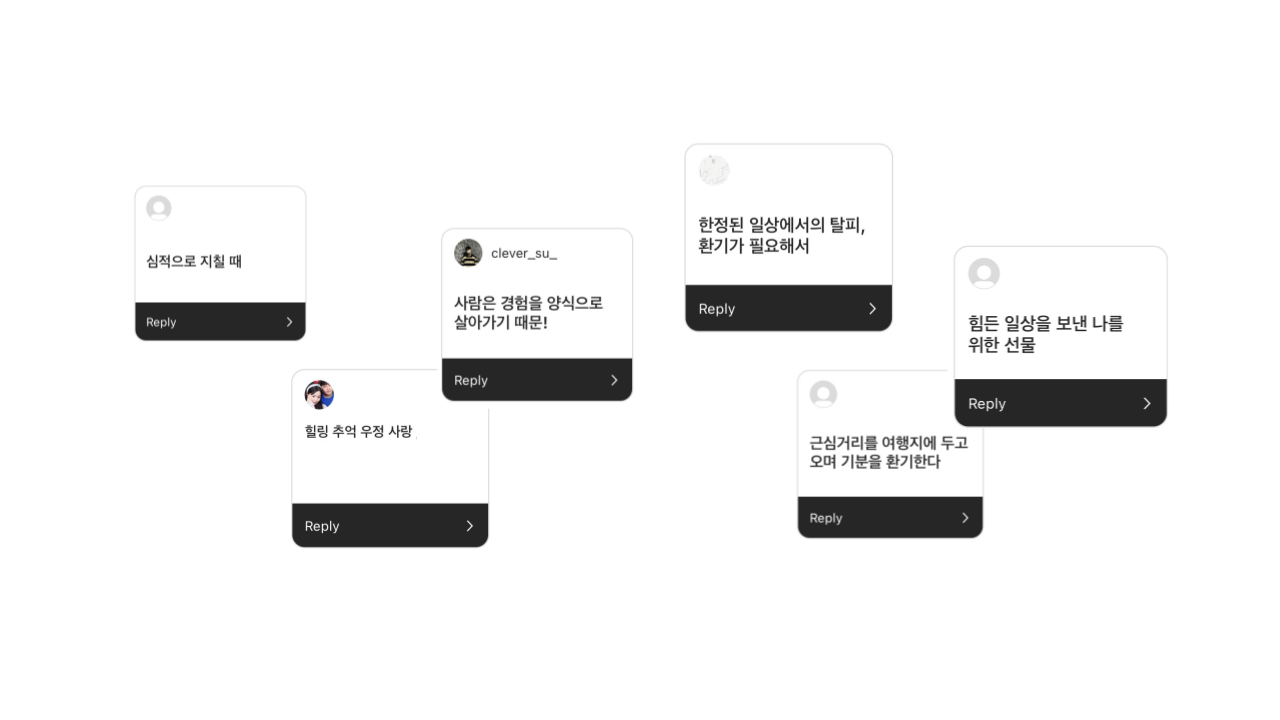 심적으로 지칠 때
Reply
힐링 추억 우정 사랑
Reply
clever_su_
사람은 경험을 양식으로
살아가기 때문!
Reply
한정된 일상에서의 탈피,
환기가 필요해서
Reply
근심거리를 여행지에 두고
오며 기분을 환기한다
Reply
힘든 일상을 보낸 나를
위한 선물
Reply